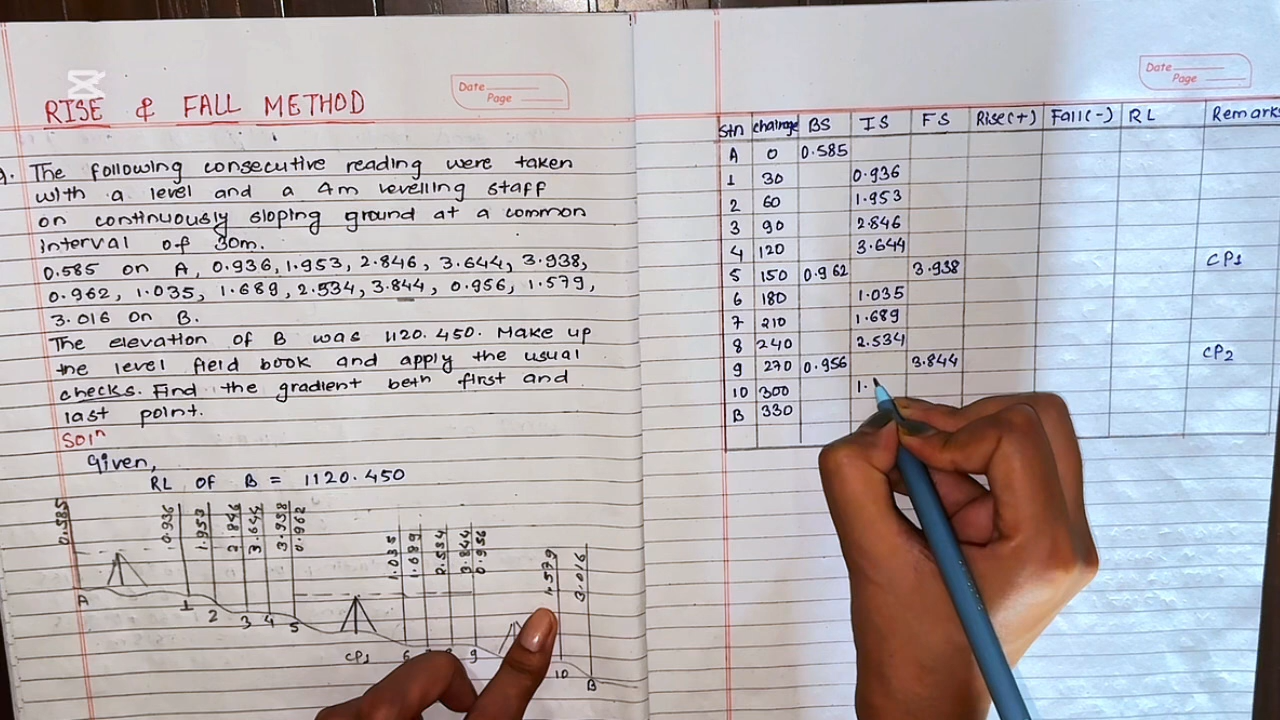 Date
Page
RISE & FALL METHOD
Q. The following consecutive reading were taken
with a level and a 4m levelling staff
on continuously sloping ground at a common
interval of 30m.
0.585 on A, 0.936, 1.953, 2.846, 3.644, 3.938,
0.962, 1.035, 1.689, 2.534, 3.844, 0.956, 1.579,
3.016 on B.
The elevation of B was 1120.450. Make up
the level field book and apply the usual
checks. Find the gradient betn first and
last point.
Soln
Given,
RL OF B = 1120.450
0.585 0.936 1.953 2.846 3.644 3.938 0.962 1.035 1.689 2.534 3.844 0.956 1.579 3.016
A 1 2 3 4 5 CP1 6 9 10 B
Date
Page
Stn chainage BS IS FS Rise(+) Fall(-) RL Remark
A 0 0.585
1 30 0.936
2 60 1.953
3 90 2.846
4 120 3.644
5 150 0.962 3.938 CP1
6 180 1.035
7 210 1.689
8 240 2.534
9 270 0.956 3.844 CP2
10 300 1.
B 330